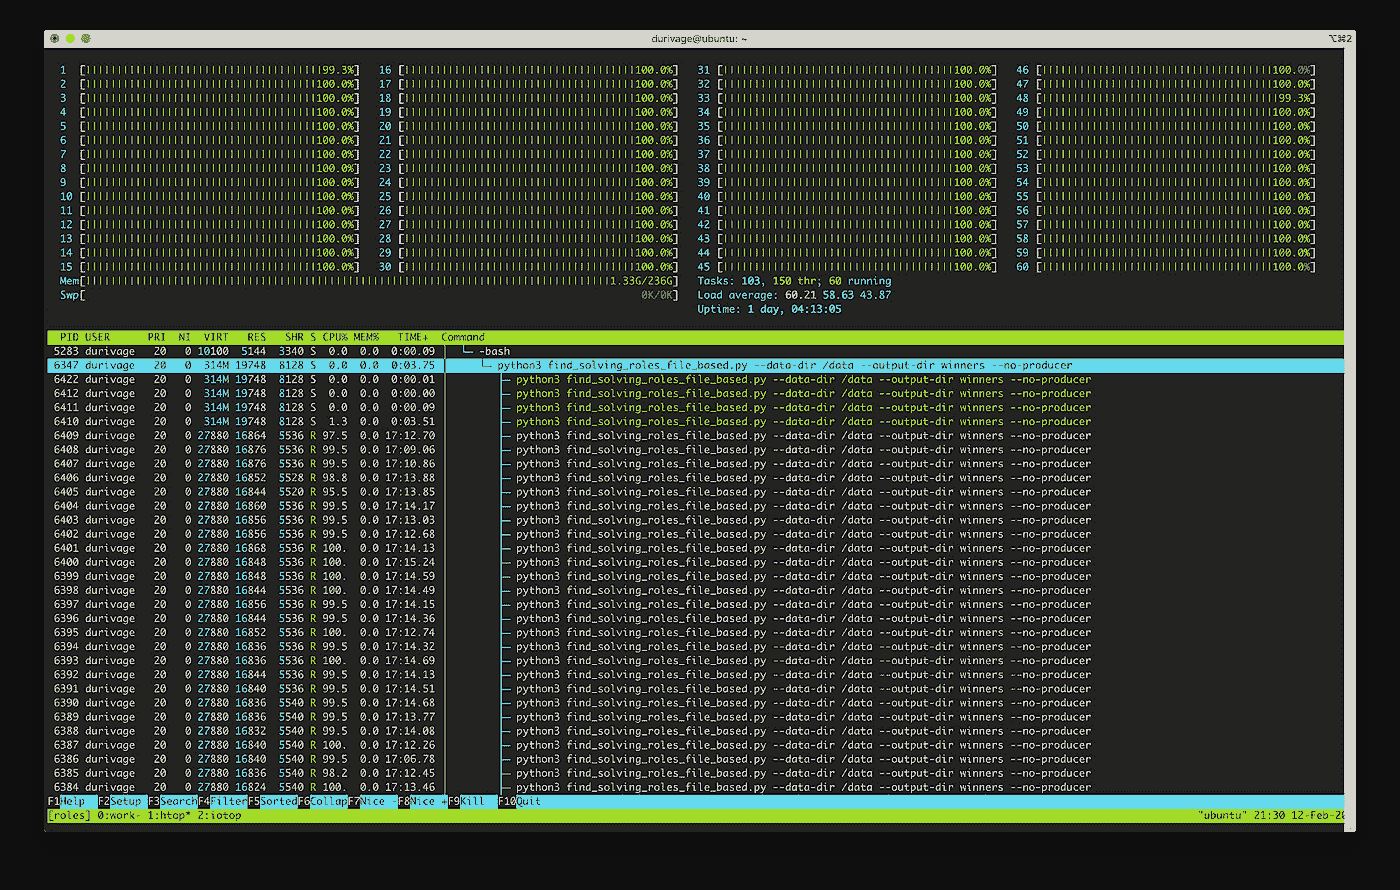 durivage@ubuntu: ~ ⌥⌘2
1 [99.3%] 16 [100.0%] 31 [100.0%] 46 [100.0%]
2 [100.0%] 17 [100.0%] 32 [100.0%] 47 [100.0%]
3 [100.0%] 18 [100.0%] 33 [100.0%] 48 [99.3%]
4 [100.0%] 19 [100.0%] 34 [100.0%] 49 [100.0%]
5 [100.0%] 20 [100.0%] 35 [100.0%] 50 [100.0%]
6 [100.0%] 21 [100.0%] 36 [100.0%] 51 [100.0%]
7 [100.0%] 22 [100.0%] 37 [100.0%] 52 [100.0%]
8 [100.0%] 23 [100.0%] 38 [100.0%] 53 [100.0%]
9 [100.0%] 24 [100.0%] 39 [100.0%] 54 [100.0%]
10 [100.0%] 25 [100.0%] 40 [100.0%] 55 [100.0%]
11 [100.0%] 26 [100.0%] 41 [100.0%] 56 [100.0%]
12 [100.0%] 27 [100.0%] 42 [100.0%] 57 [100.0%]
13 [100.0%] 28 [100.0%] 43 [100.0%] 58 [100.0%]
14 [100.0%] 29 [100.0%] 44 [100.0%] 59 [100.0%]
15 [100.0%] 30 [100.0%] 45 [100.0%] 60 [100.0%]
Mem[1.33G/236G] Tasks: 103, 150 thr; 60 running
Swp[0K/0K] Load average: 60.21 58.63 43.87
Uptime: 1 day, 04:13:05
PID USER PRI NI VIRT RES SHR S CPU% MEM% TIME+ Command
5283 durivage 20 0 10100 5144 3340 S 0.0 0.0 0:00.09 -bash
6347 durivage 20 0 314M 19748 8128 S 0.0 0.0 0:03.75 python3 find_solving_roles_file_based.py --data-dir /data --output-dir winners --no-producer
6422 durivage 20 0 314M 19748 8128 S 0.0 0.0 0:00.01 python3 find_solving_roles_file_based.py --data-dir /data --output-dir winners --no-producer
6412 durivage 20 0 314M 19748 8128 S 0.0 0.0 0:00.00 python3 find_solving_roles_file_based.py --data-dir /data --output-dir winners --no-producer
6411 durivage 20 0 314M 19748 8128 S 0.0 0.0 0:00.09 python3 find_solving_roles_file_based.py --data-dir /data --output-dir winners --no-producer
6410 durivage 20 0 314M 19748 8128 S 1.3 0.0 0:03.51 python3 find_solving_roles_file_based.py --data-dir /data --output-dir winners --no-producer
6409 durivage 20 0 27880 16864 5536 R 97.5 0.0 17:12.70 python3 find_solving_roles_file_based.py --data-dir /data --output-dir winners --no-producer
6408 durivage 20 0 27880 16876 5536 R 99.5 0.0 17:09.06 python3 find_solving_roles_file_based.py --data-dir /data --output-dir winners --no-producer
6407 durivage 20 0 27880 16876 5536 R 99.5 0.0 17:10.86 python3 find_solving_roles_file_based.py --data-dir /data --output-dir winners --no-producer
6406 durivage 20 0 27880 16852 5528 R 98.8 0.0 17:13.88 python3 find_solving_roles_file_based.py --data-dir /data --output-dir winners --no-producer
6405 durivage 20 0 27880 16844 5520 R 95.5 0.0 17:13.85 python3 find_solving_roles_file_based.py --data-dir /data --output-dir winners --no-producer
6404 durivage 20 0 27880 16860 5536 R 99.5 0.0 17:14.17 python3 find_solving_roles_file_based.py --data-dir /data --output-dir winners --no-producer
6403 durivage 20 0 27880 16856 5536 R 99.5 0.0 17:13.03 python3 find_solving_roles_file_based.py --data-dir /data --output-dir winners --no-producer
6402 durivage 20 0 27880 16856 5536 R 99.5 0.0 17:12.68 python3 find_solving_roles_file_based.py --data-dir /data --output-dir winners --no-producer
6401 durivage 20 0 27880 16868 5536 R 100. 0.0 17:14.13 python3 find_solving_roles_file_based.py --data-dir /data --output-dir winners --no-producer
6400 durivage 20 0 27880 16848 5536 R 100. 0.0 17:15.24 python3 find_solving_roles_file_based.py --data-dir /data --output-dir winners --no-producer
6399 durivage 20 0 27880 16848 5536 R 100. 0.0 17:14.59 python3 find_solving_roles_file_based.py --data-dir /data --output-dir winners --no-producer
6398 durivage 20 0 27880 16844 5536 R 100. 0.0 17:14.49 python3 find_solving_roles_file_based.py --data-dir /data --output-dir winners --no-producer
6397 durivage 20 0 27880 16856 5536 R 99.5 0.0 17:14.15 python3 find_solving_roles_file_based.py --data-dir /data --output-dir winners --no-producer
6396 durivage 20 0 27880 16844 5536 R 99.5 0.0 17:14.36 python3 find_solving_roles_file_based.py --data-dir /data --output-dir winners --no-producer
6395 durivage 20 0 27880 16852 5536 R 100. 0.0 17:12.74 python3 find_solving_roles_file_based.py --data-dir /data --output-dir winners --no-producer
6394 durivage 20 0 27880 16836 5536 R 99.5 0.0 17:14.32 python3 find_solving_roles_file_based.py --data-dir /data --output-dir winners --no-producer
6393 durivage 20 0 27880 16836 5536 R 100. 0.0 17:14.69 python3 find_solving_roles_file_based.py --data-dir /data --output-dir winners --no-producer
6392 durivage 20 0 27880 16844 5536 R 99.5 0.0 17:14.13 python3 find_solving_roles_file_based.py --data-dir /data --output-dir winners --no-producer
6391 durivage 20 0 27880 16840 5536 R 99.5 0.0 17:14.51 python3 find_solving_roles_file_based.py --data-dir /data --output-dir winners --no-producer
6390 durivage 20 0 27880 16836 5540 R 99.5 0.0 17:14.68 python3 find_solving_roles_file_based.py --data-dir /data --output-dir winners --no-producer
6389 durivage 20 0 27880 16836 5540 R 99.5 0.0 17:13.77 python3 find_solving_roles_file_based.py --data-dir /data --output-dir winners --no-producer
6388 durivage 20 0 27880 16832 5540 R 99.5 0.0 17:14.08 python3 find_solving_roles_file_based.py --data-dir /data --output-dir winners --no-producer
6387 durivage 20 0 27880 16840 5540 R 100. 0.0 17:12.26 python3 find_solving_roles_file_based.py --data-dir /data --output-dir winners --no-producer
6386 durivage 20 0 27880 16840 5540 R 99.5 0.0 17:06.78 python3 find_solving_roles_file_based.py --data-dir /data --output-dir winners --no-producer
6385 durivage 20 0 27880 16836 5540 R 98.2 0.0 17:12.45 python3 find_solving_roles_file_based.py --data-dir /data --output-dir winners --no-producer
6384 durivage 20 0 27880 16824 5540 R 100. 0.0 17:13.46 python3 find_solving_roles_file_based.py --data-dir /data --output-dir winners --no-producer
F1Help F2Setup F3SearchF4FilterF5SortedF6CollapF7Nice -F8Nice +F9Kill F10Quit
[roles] 0:work- 1:htop* 2:iotop "ubuntu" 21:30 12-Feb-20